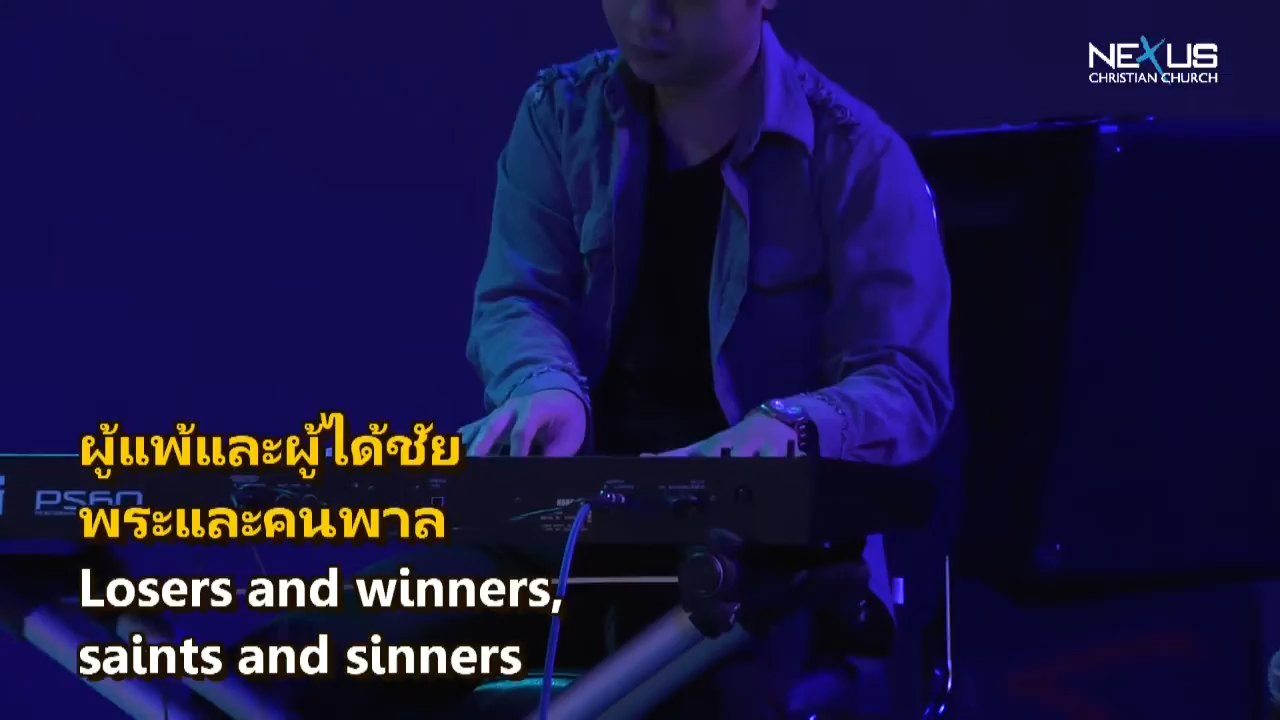 NEXUS
CHRISTIAN CHURCH
ผู้แพ้และผู้ได้ชัย
PS60
พระและคนพาล
Losers and winners,
saints and sinners